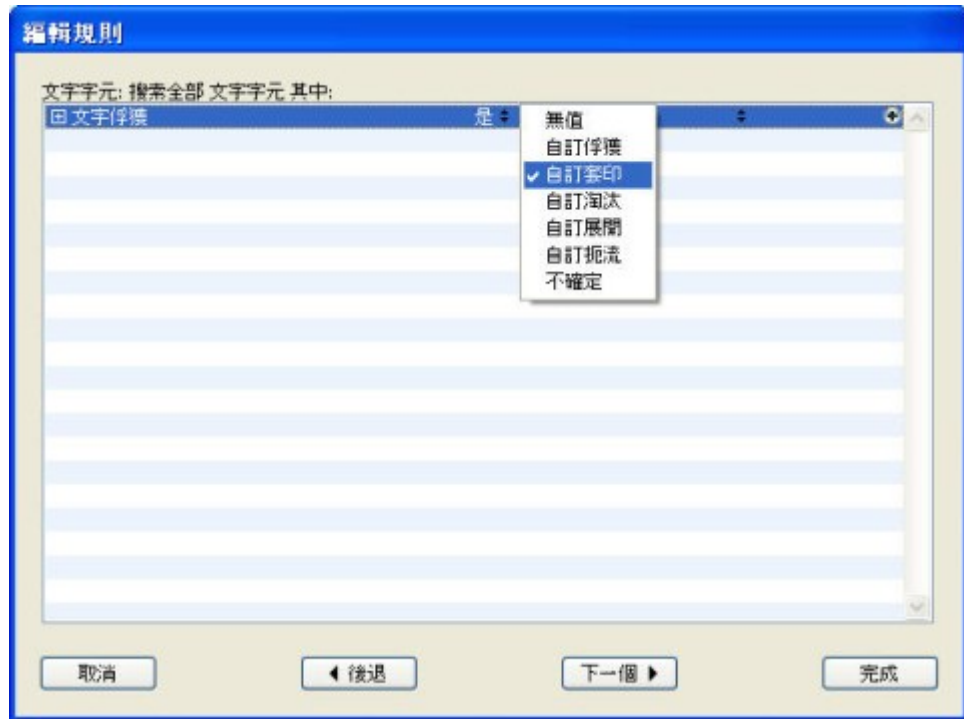 編輯規則
文字字元: 搜索全部 文字字元 其中:
文字俘獲 是
無值
自訂俘獲
自訂套印
自訂淘汰
自訂展開
自訂扼流
不確定
取消 後退 下一個 完成